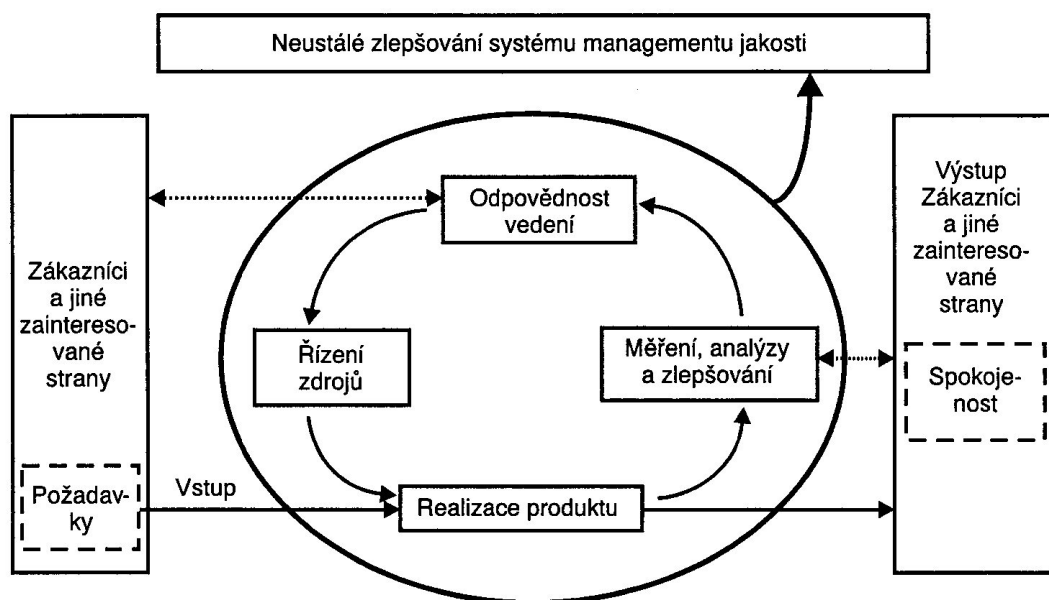 Neustálé zlepšování systému managementu jakosti
Zákazníci
a jiné
zaintereso-
vané
strany
Požadav-
ky
Vstup
Odpovědnost
vedení
Řízení
zdrojů
Měření, analýzy
a zlepšování
Realizace produktu
Výstup
Zákazníci
a jiné
zaintereso-
vané
strany
Spokoje-
nost